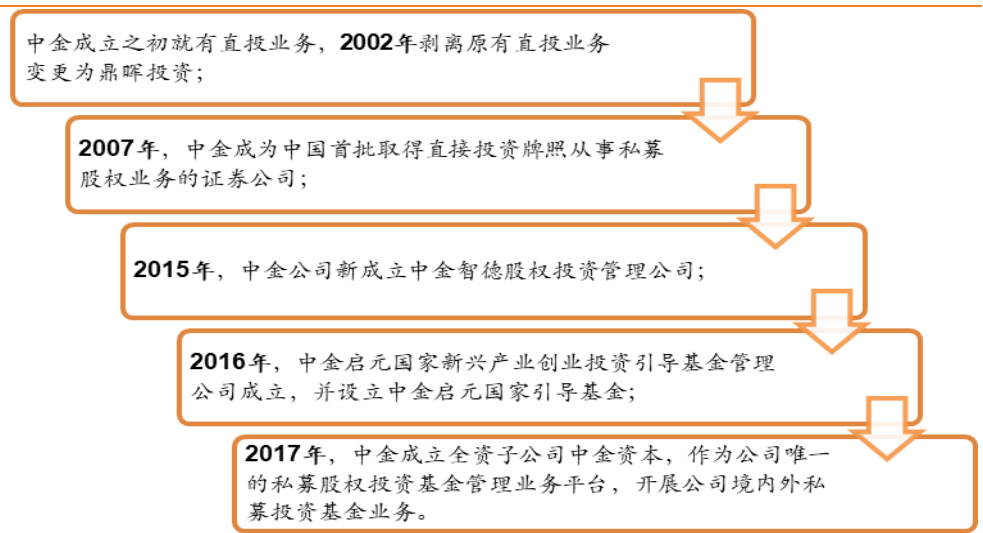 中金成立之初就有直投业务，2002年剥离原有直投业务
变更为鼎晖投资；
2007年，中金成为中国首批取得直接投资牌照从事私募
股权业务的证券公司；
2015年，中金公司新成立中金智德股权投资管理公司；
2016年，中金启元国家新兴产业创业投资引导基金管理
公司成立，并设立中金启元国家引导基金；
2017年，中金成立全资子公司中金资本，作为公司唯一
的私募股权投资基金管理业务平台，开展公司境内外私
募投资基金业务。